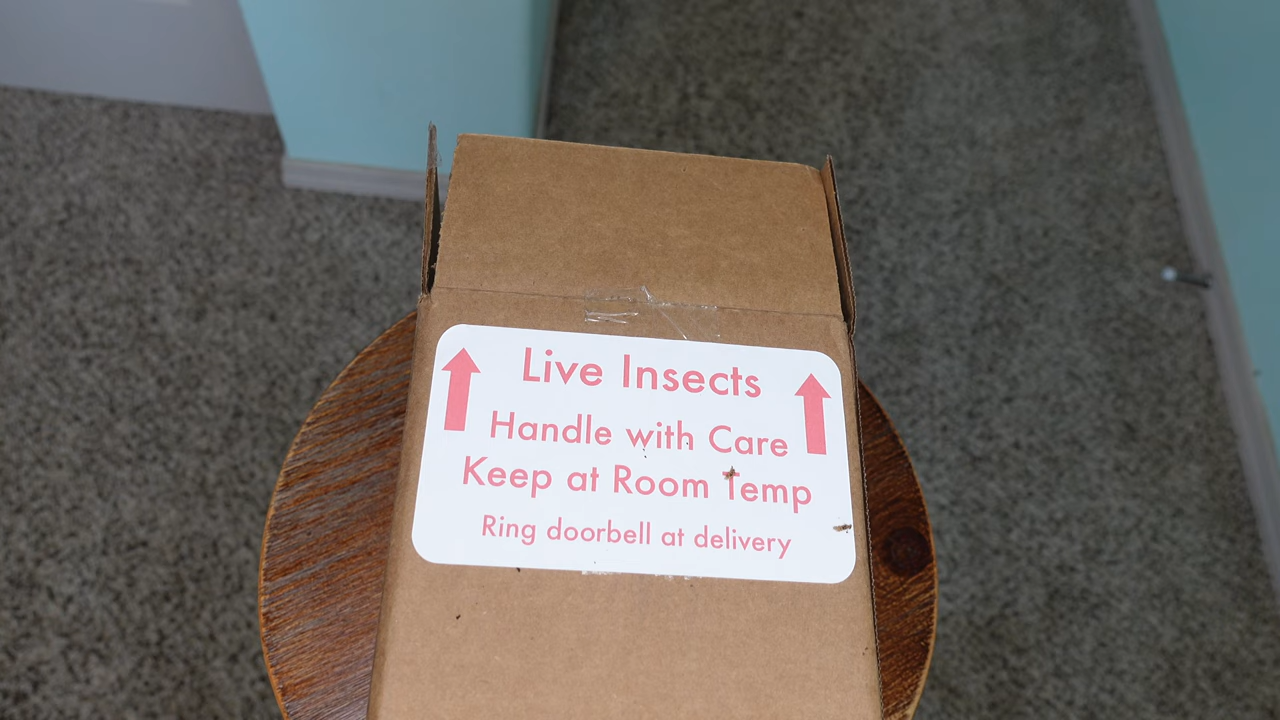 Live Insects
Handle with Care
Keep at Room Temp
Ring doorbell at delivery